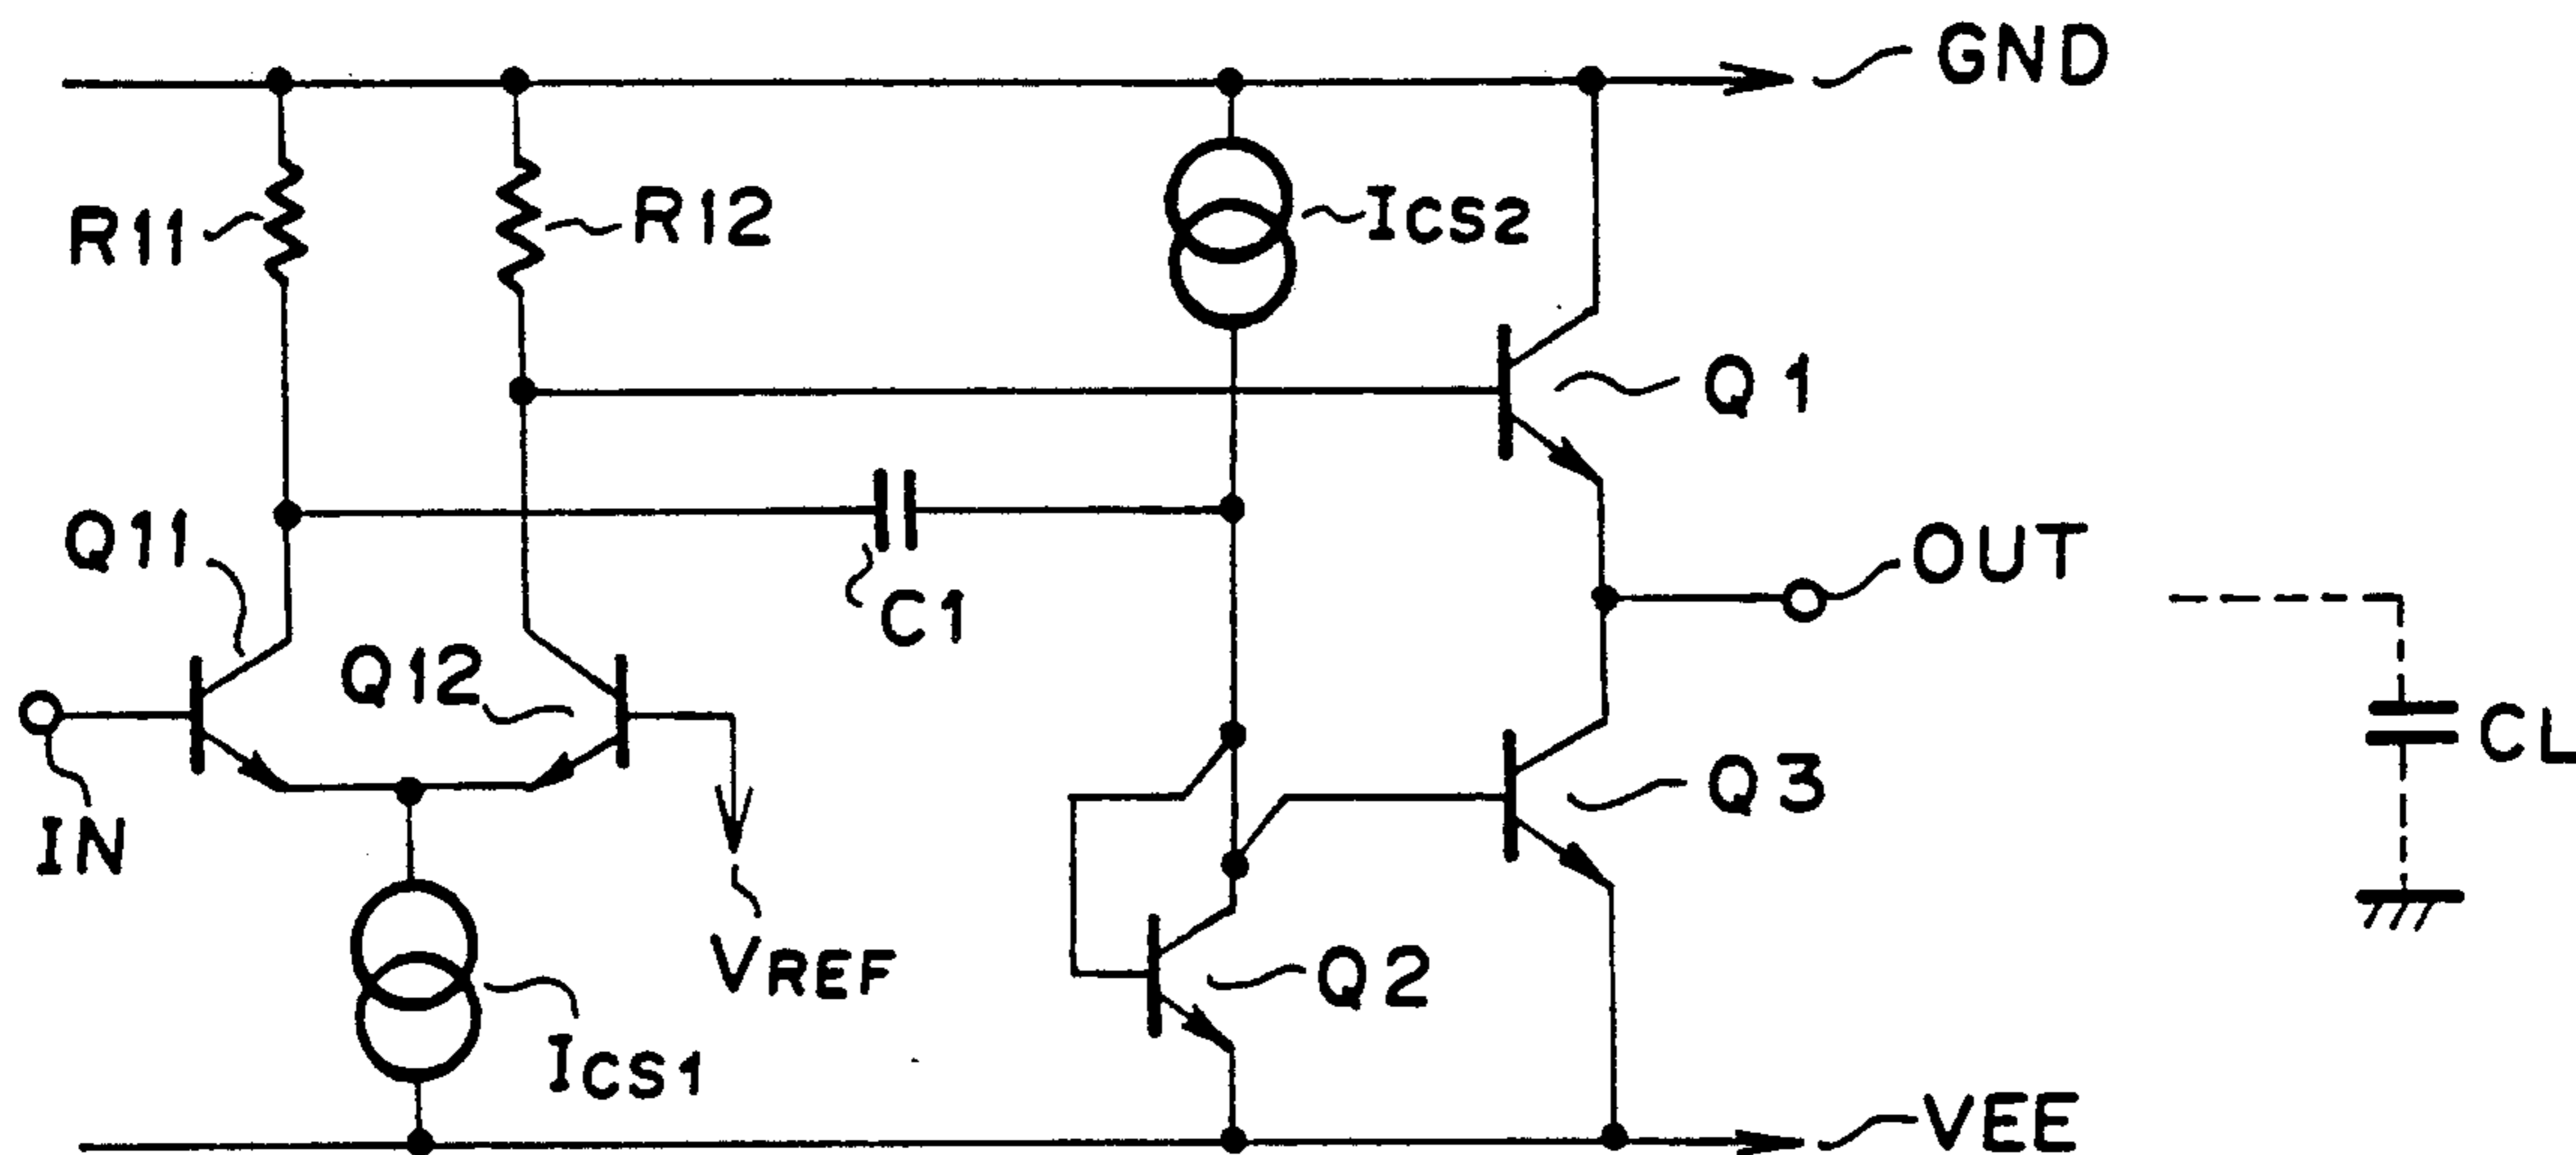 GND
R11
R12
ICS2
Q1
Q11
C1
OUT
Q12
CL
Q3
IN
VREF
Q2
ICS1
VEE